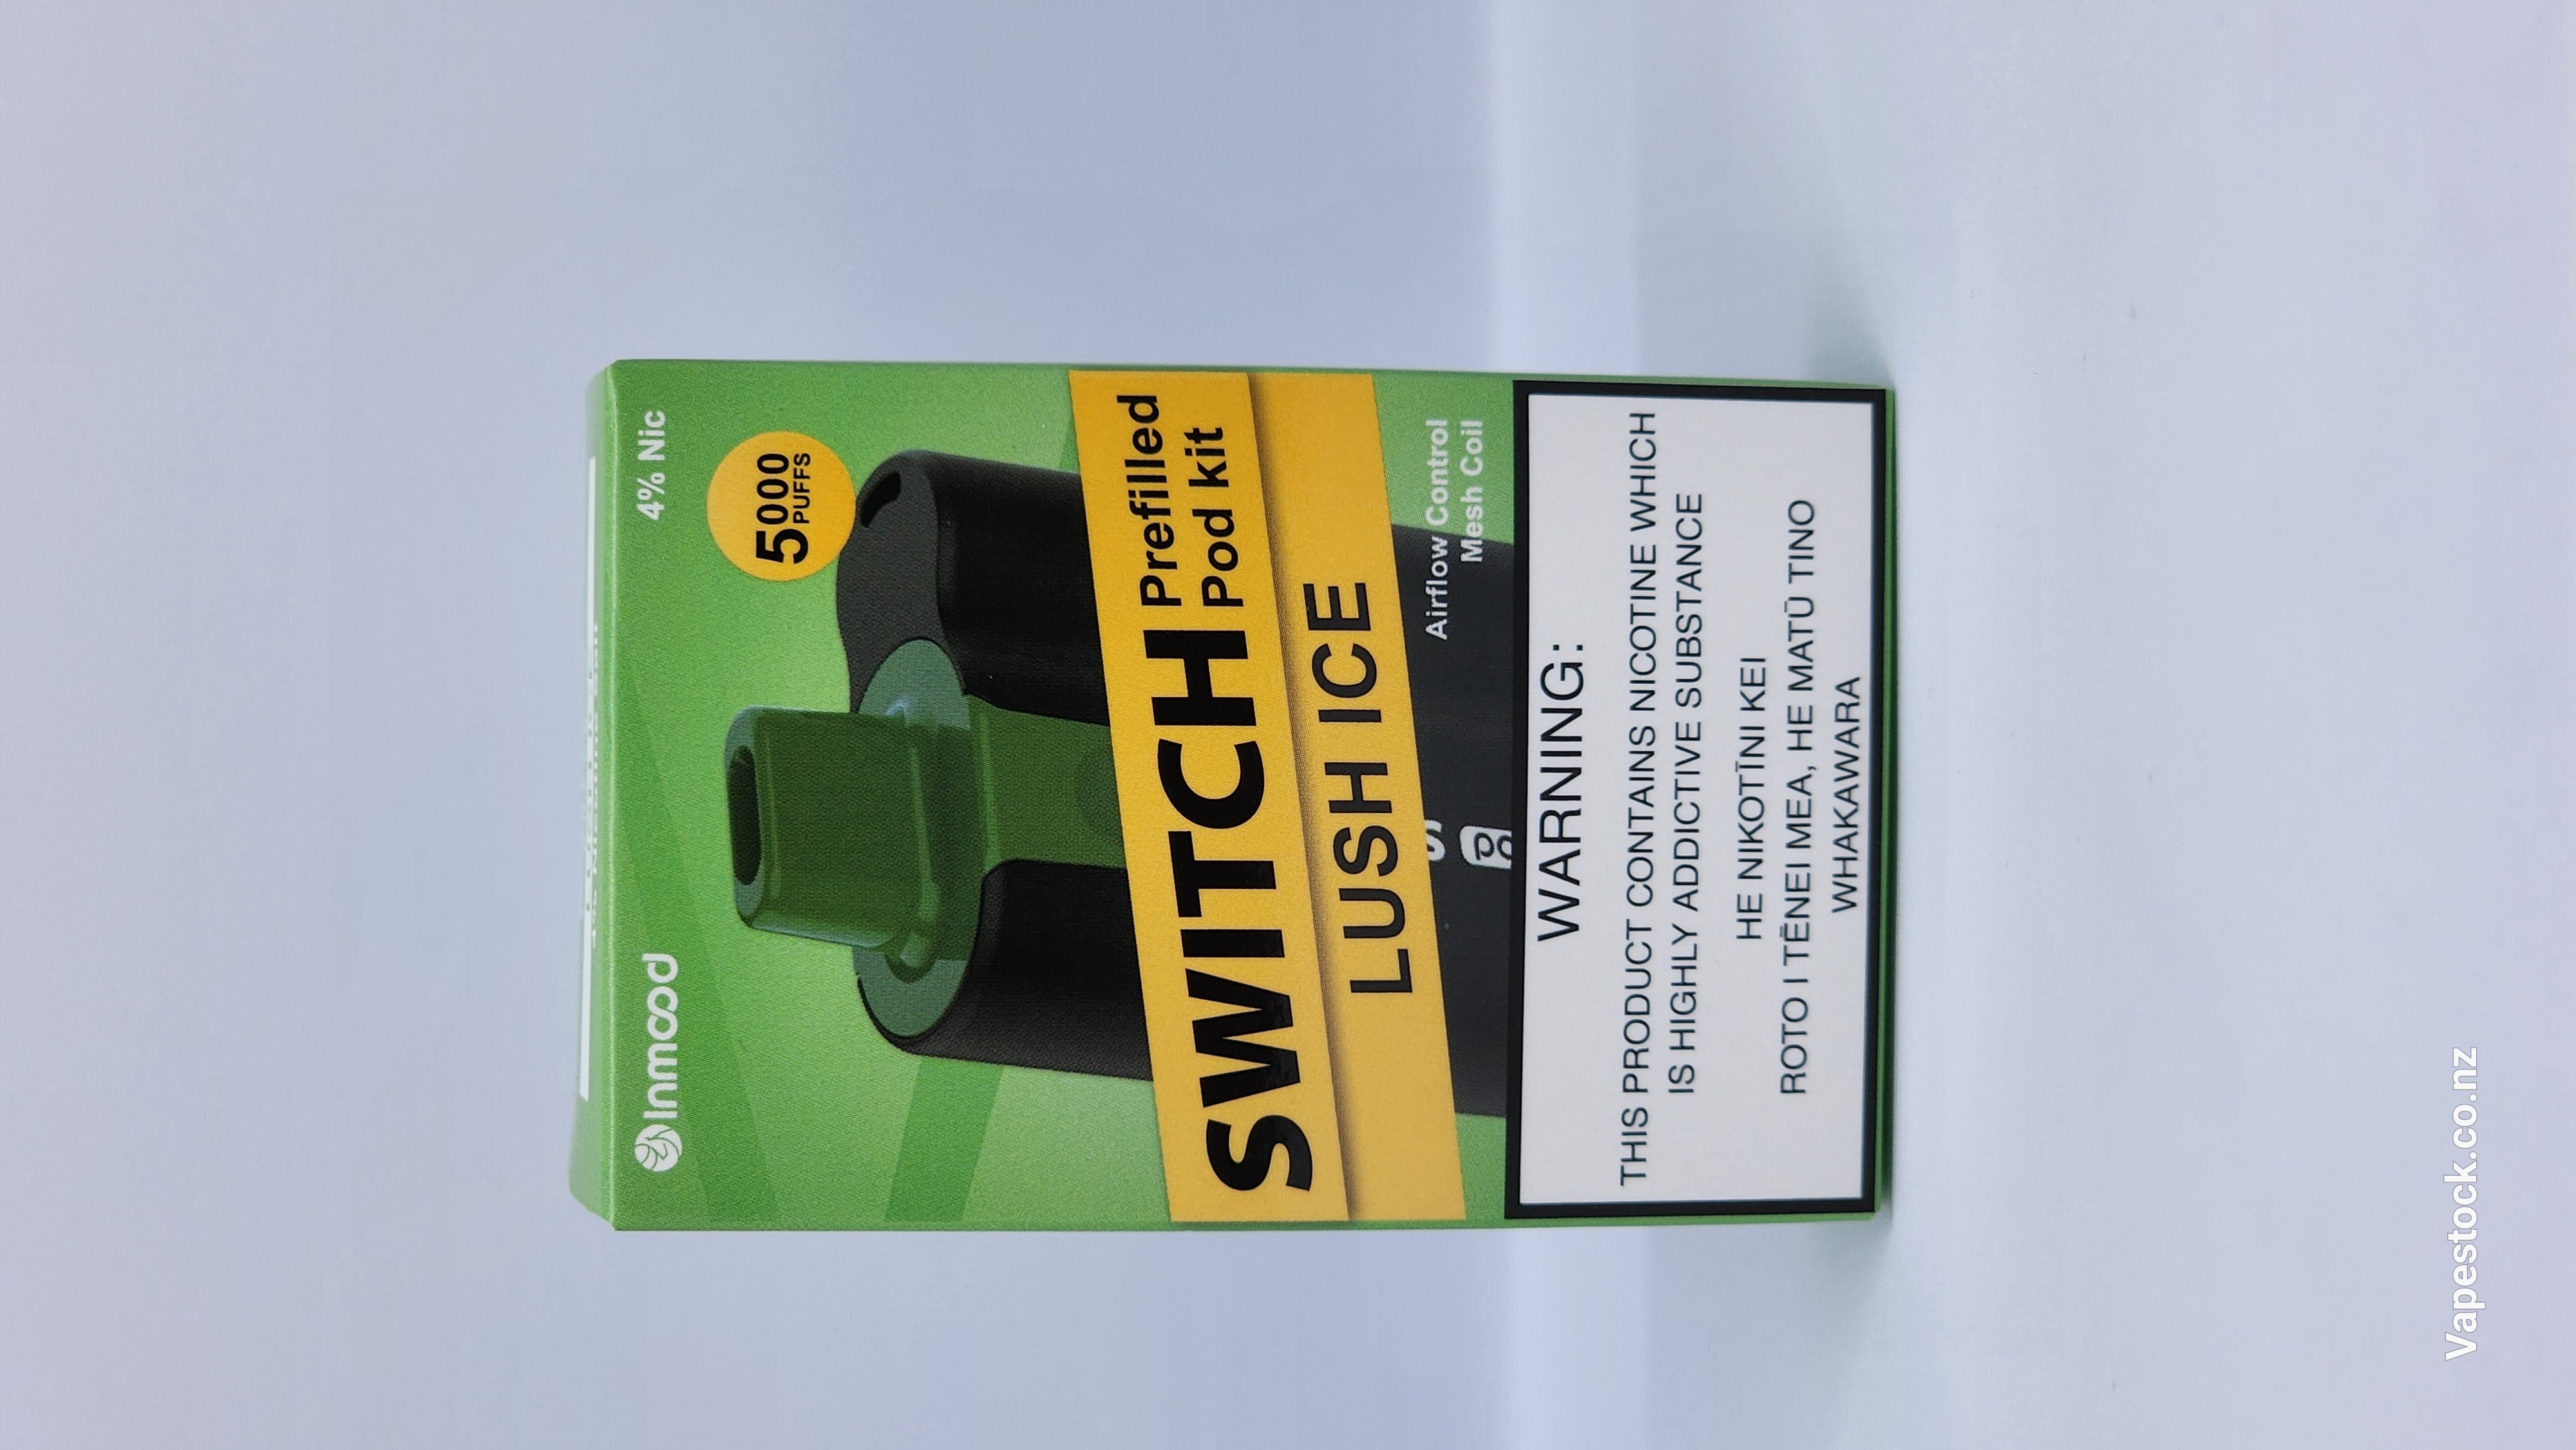 Inmood
4% Nic
5000
PUFFS
SWITCH
Prefilled
Pod kit
LUSH ICE
Airflow Control
Mesh Coil
WARNING:
THIS PRODUCT CONTAINS NICOTINE WHICH
IS HIGHLY ADDICTIVE SUBSTANCE
HE NIKOTĪNI KEI
ROTO I TĒNEI MEA, HE MATŪ TINO
WHAKAWARA
Vapestock.co.nz